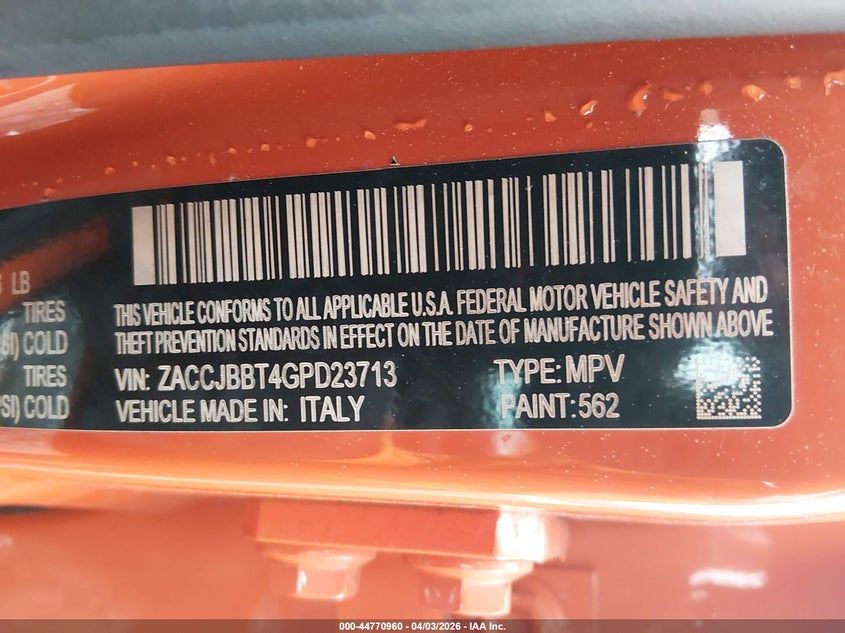 LB
TIRES
COLD
TIRES
COLD
THIS VEHICLE CONFORMS TO ALL APPLICABLE U.S.A. FEDERAL MOTOR VEHICLE SAFETY AND
THEFT PREVENTION STANDARDS IN EFFECT ON THE DATE OF MANUFACTURE SHOWN ABOVE
VIN: ZACCJBBT4GPD23713 TYPE: MPV
VEHICLE MADE IN: ITALY PAINT: 562
000-44770960 - 04/03/2026 - IAA Inc.